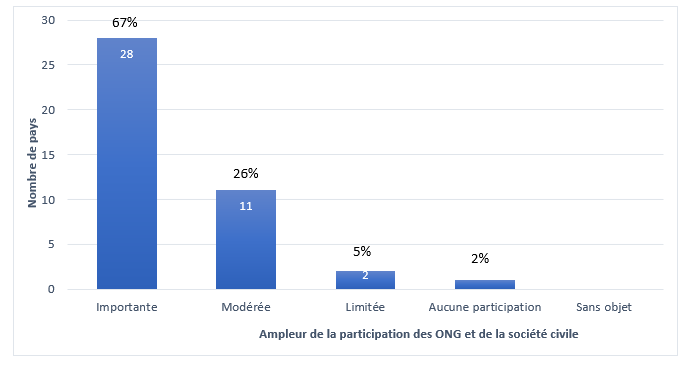 30
25
20
15
10
5
0
Nombre de pays
67%
28
26%
11
5%
2
2%
Importante
Modérée
Limitée
Aucune participation
Sans objet
Ampleur de la participation des ONG et de la société civile